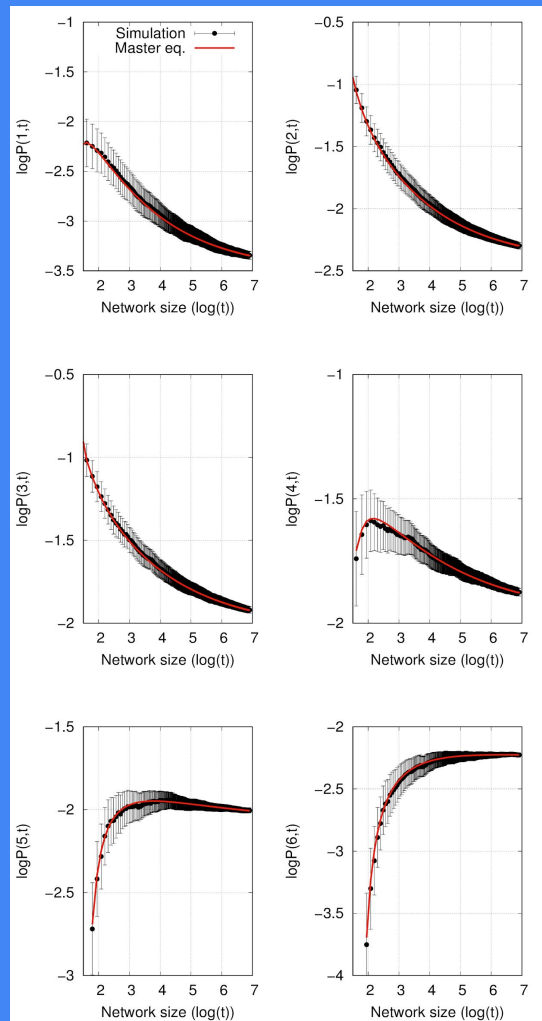 Simulation
Master eq.
logP(1,t)
−1
−1.5
−2
−2.5
−3
−3.5
2 3 4 5 6 7
Network size (log(t))
logP(2,t)
−0.5
−1
−1.5
−2
−2.5
2 3 4 5 6 7
Network size (log(t))
logP(3,t)
−0.5
−1
−1.5
−2
2 3 4 5 6 7
Network size (log(t))
logP(4,t)
−1
−1.5
−2
2 3 4 5 6 7
Network size (log(t))
logP(5,t)
−1.5
−2
−2.5
−3
2 3 4 5 6 7
Network size (log(t))
logP(6,t)
−2
−2.5
−3
−3.5
−4
2 3 4 5 6 7
Network size (log(t))